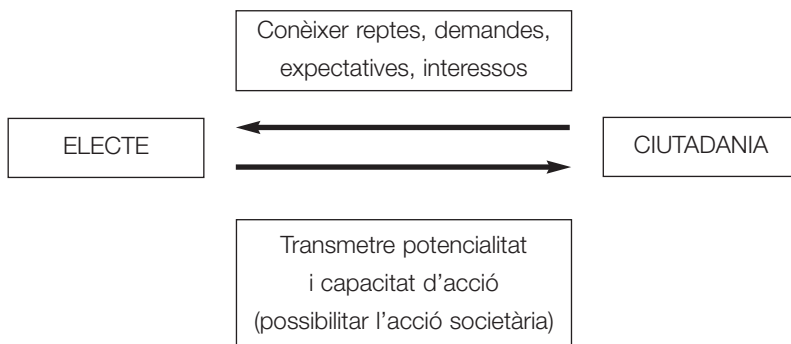 Conèixer reptes, demandes,
expectatives, interessos
ELECTE
CIUTADANIA
Transmetre potencialitat
i capacitat d’acció
(possibilitar l’acció societària)